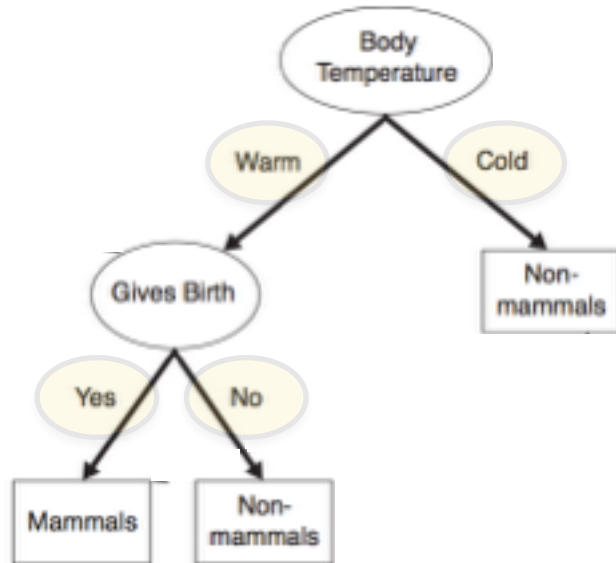 Body
Temperature
Warm
Cold
Gives Birth
Non-
mammals
Yes
No
Mammals
Non-
mammals